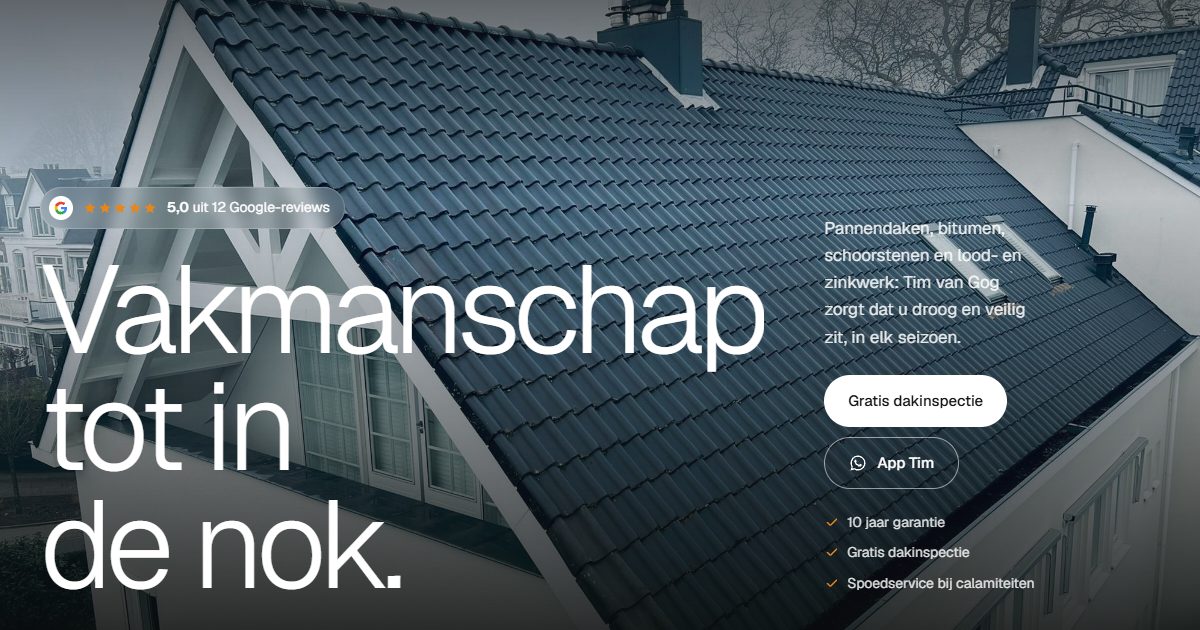 5,0 uit 12 Google-reviews
Vakmanschap
tot in
de nok.
Pannendaken, bitumen,
schoorstenen en lood- en
zinkwerk: Tim van Gog
zorgt dat u droog en veilig
zit, in elk seizoen.
Gratis dakinspectie
App Tim
10 jaar garantie
Gratis dakinspectie
Spoedservice bij calamiteiten